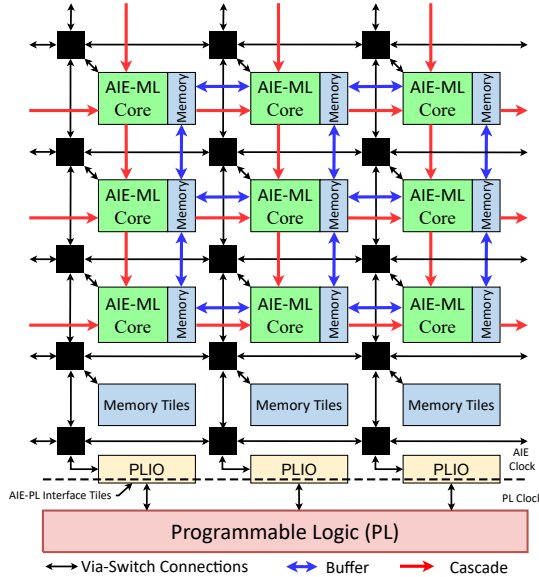 AIE-ML Core Memory AIE-ML Core Memory AIE-ML Core Memory
AIE-ML Core Memory AIE-ML Core Memory AIE-ML Core Memory
AIE-ML Core Memory AIE-ML Core Memory AIE-ML Core Memory
Memory Tiles Memory Tiles Memory Tiles
AIE Clock
PLIO PLIO PLIO
AIE-PL Interface Tiles
PL Clock
Programmable Logic (PL)
Via-Switch Connections Buffer Cascade